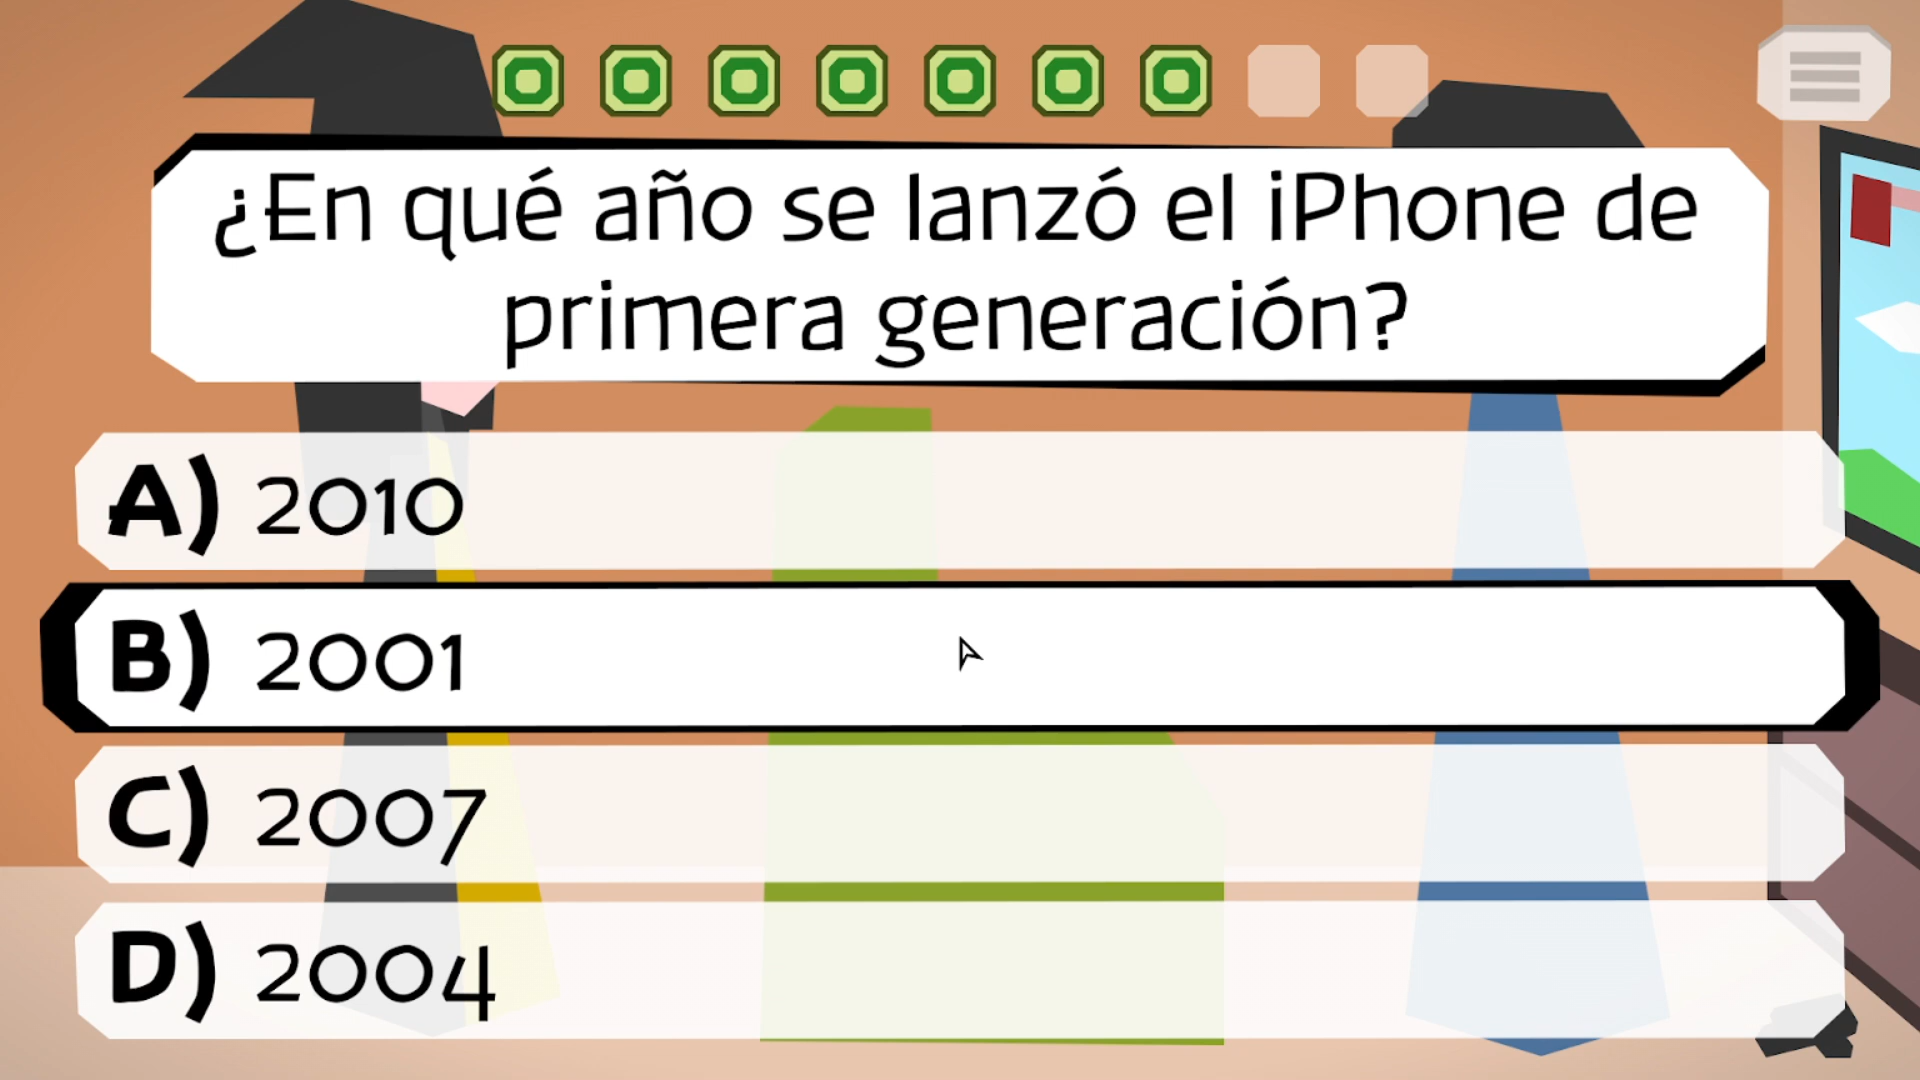 ¿En qué año se lanzó el iPhone de
primera generación?
A) 2010
B) 2001
C) 2007
D) 2004